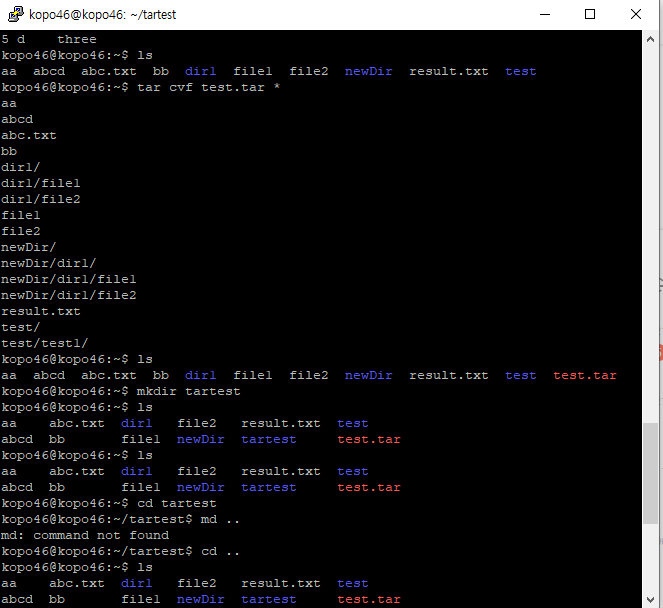 kopo46@kopo46: ~/tartest
5 d    three
kopo46@kopo46:~$ ls
aa  abcd  abc.txt  bb  dir1  file1  file2  newDir  result.txt  test
kopo46@kopo46:~$ tar cvf test.tar *
aa
abcd
abc.txt
bb
dir1/
dir1/file1
dir1/file2
file1
file2
newDir/
newDir/dir1/
newDir/dir1/file1
newDir/dir1/file2
result.txt
test/
test/test1/
kopo46@kopo46:~$ ls
aa  abcd  abc.txt  bb  dir1  file1  file2  newDir  result.txt  test  test.tar
kopo46@kopo46:~$ mkdir tartest
kopo46@kopo46:~$ ls
aa    abc.txt  dir1   file2   result.txt  test
abcd  bb       file1  newDir  tartest     test.tar
kopo46@kopo46:~$ ls
aa    abc.txt  dir1   file2   result.txt  test
abcd  bb       file1  newDir  tartest     test.tar
kopo46@kopo46:~$ cd tartest
kopo46@kopo46:~/tartest$ md ..
md: command not found
kopo46@kopo46:~/tartest$ cd ..
kopo46@kopo46:~$ ls
aa    abc.txt  dir1   file2   result.txt  test
abcd  bb       file1  newDir  tartest     test.tar